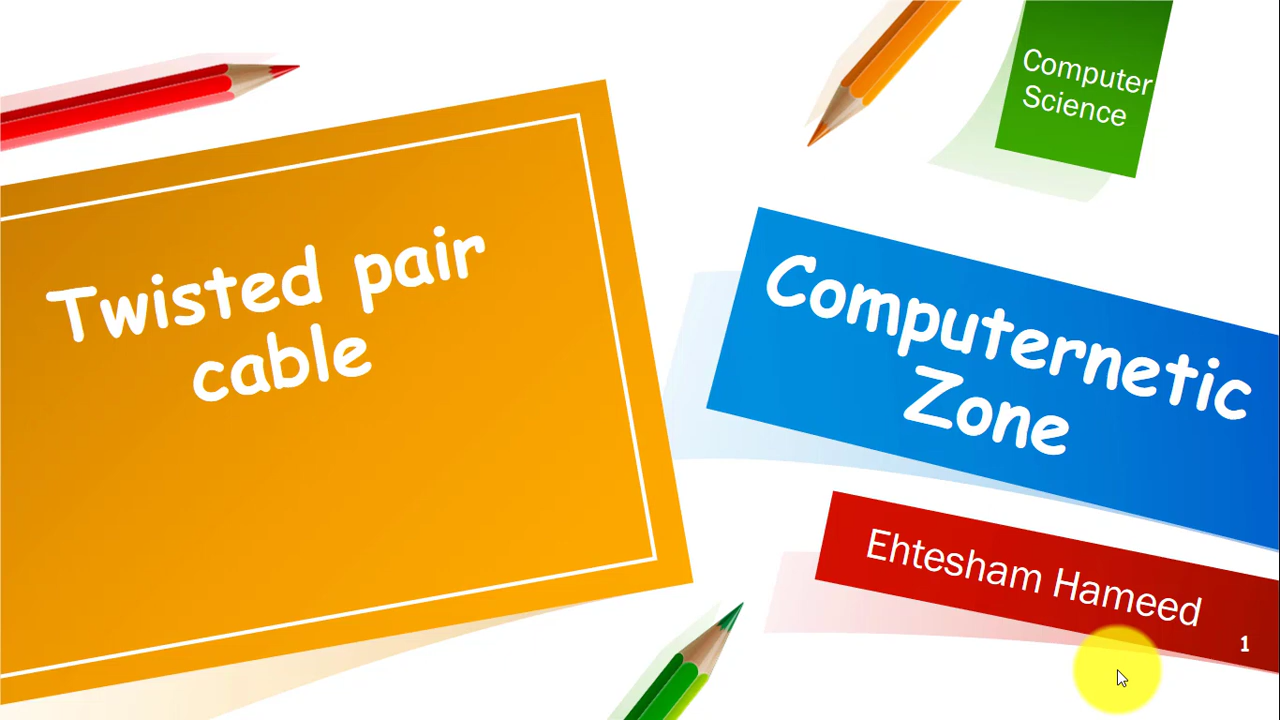 Computer
Science
Twisted pair
cable
Computernetic
Zone
Ehtesham Hameed
1